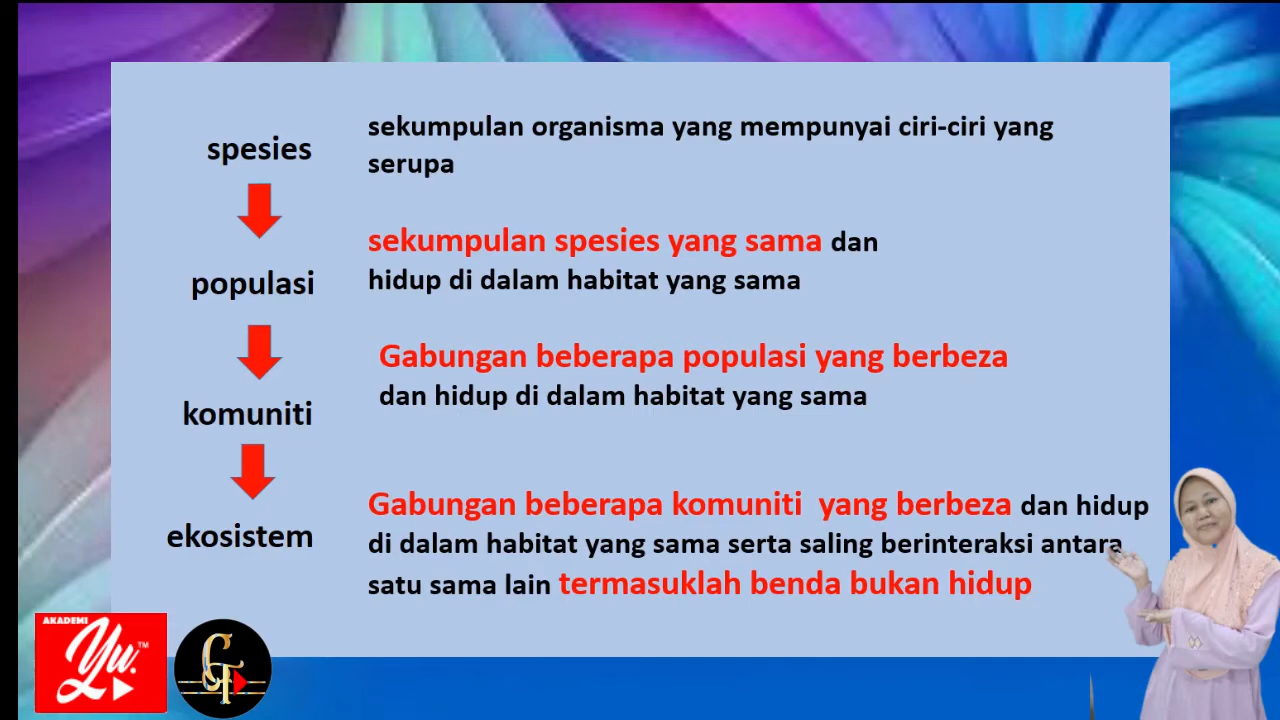 spesies
sekumpulan organisma yang mempunyai ciri-ciri yang
serupa
populasi
sekumpulan spesies yang sama dan
hidup di dalam habitat yang sama
komuniti
Gabungan beberapa populasi yang berbeza
dan hidup di dalam habitat yang sama
ekosistem
Gabungan beberapa komuniti yang berbeza dan hidup
di dalam habitat yang sama serta saling berinteraksi antara
satu sama lain termasuklah benda bukan hidup
AKADEMI
Yu.
TM